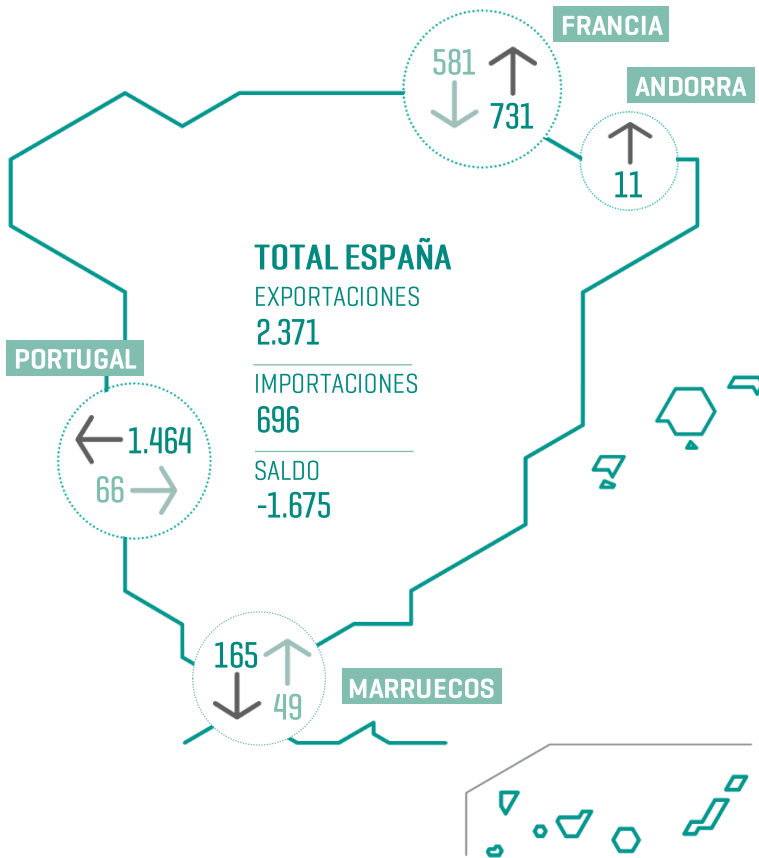 FRANCIA
581
731
ANDORRA
11
TOTAL ESPAÑA
EXPORTACIONES
2.371
IMPORTACIONES
696
SALDO
-1.675
PORTUGAL
1.464
66
165
49
MARRUECOS